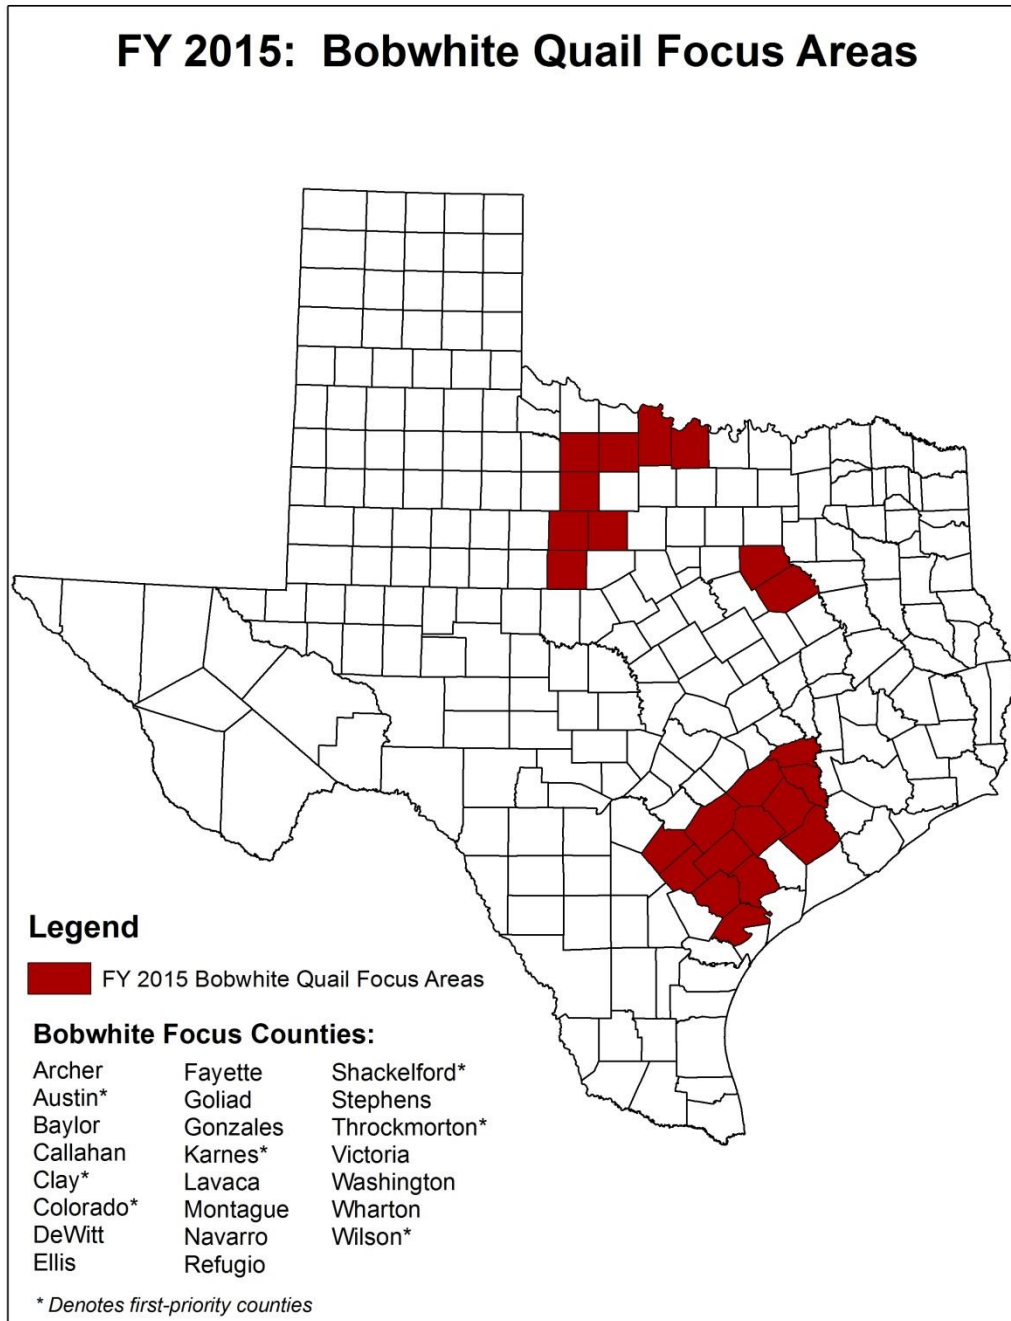 FY 2015: Bobwhite Quail Focus Areas
Legend
FY 2015 Bobwhite Quail Focus Areas
Bobwhite Focus Counties:
Archer
Austin*
Baylor
Callahan
Clay*
Colorado*
DeWitt
Ellis
Fayette
Goliad
Gonzales
Karnes*
Lavaca
Montague
Navarro
Refugio
Shackelford*
Stephens
Throckmorton*
Victoria
Washington
Wharton
Wilson*
* Denotes first-priority counties